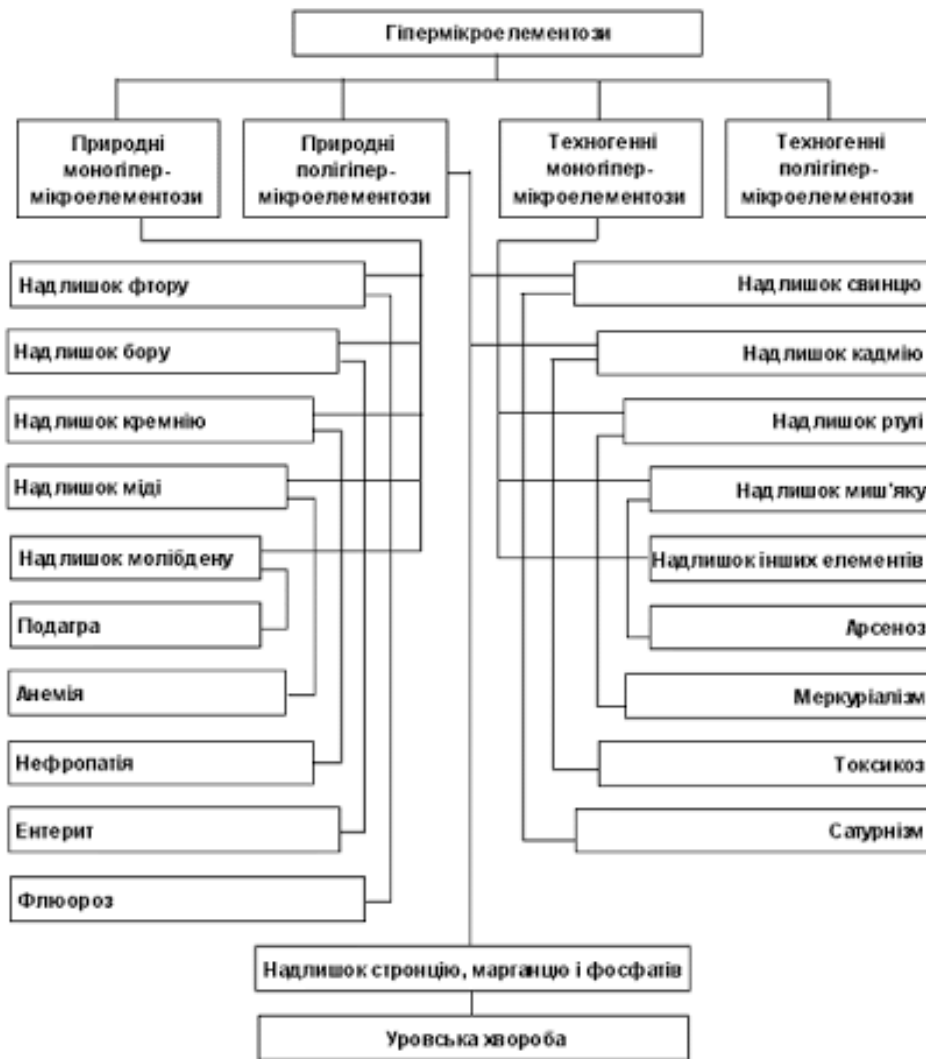 Гіпермікроелементози
Природні
моногіпер-
мікроелементози
Природні
полігіпер-
мікроелементози
Техногенні
моногіпер-
мікроелементози
Техногенні
полігіпер-
мікроелементози
Надлишок фтору
Надлишок бору
Надлишок кремнію
Надлишок міді
Надлишок молібдену
Подагра
Анемія
Нефропатія
Ентерит
Флюороз
Надлишок свинцю
Надлишок кадмію
Надлишок ртуті
Надлишок миш'яку
Надлишок інших елементів
Арсеноз
Меркуріалізм
Токсикоз
Сатурнізм
Надлишок стронцію, марганцю і фосфатів
Уровська хвороба